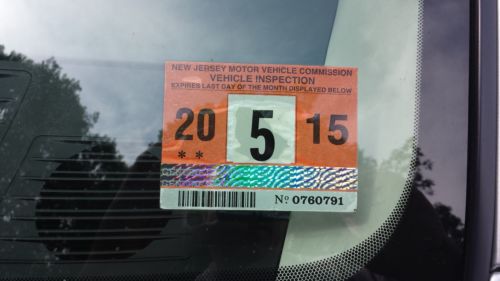 NEW JERSEY MOTOR VEHICLE COMMISSION
VEHICLE INSPECTION
EXPIRES LAST DAY OF THE MONTH DISPLAYED BELOW
20 5 15
**
Nº 0760791